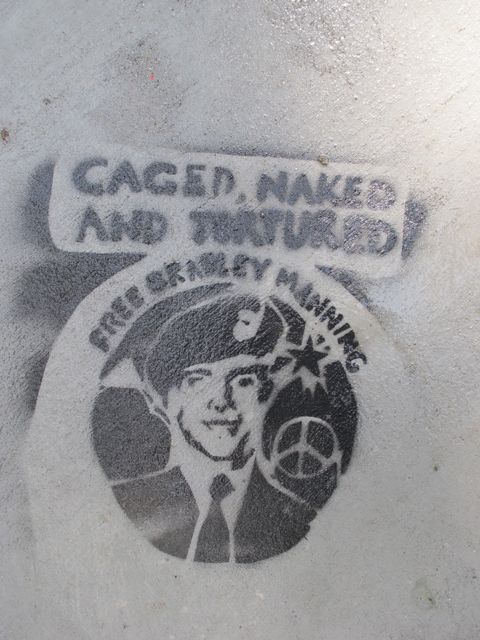 CAGED, NAKED
AND TORTURED
FREE BRADLEY MANNING